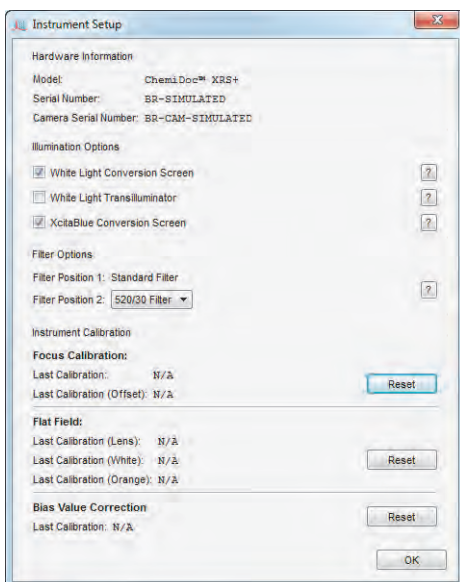 Instrument Setup
Hardware Information
Model: ChemiDoc™ XRS+
Serial Number: BR-SIMULATED
Camera Serial Number: BR-CAM-SIMULATED
Illumination Options
White Light Conversion Screen ?
White Light Transilluminator ?
XcitaBlue Conversion Screen ?
Filter Options
Filter Position 1: Standard Filter
?
Filter Position 2: 520/30 Filter
Instrument Calibration
Focus Calibration:
Last Calibration: N/A
Reset
Last Calibration (Offset): N/A
Flat Field:
Last Calibration (Lens): N/A
Last Calibration (White): N/A Reset
Last Calibration (Orange): N/A
Bias Value Correction
Reset
Last Calibration: N/A
OK